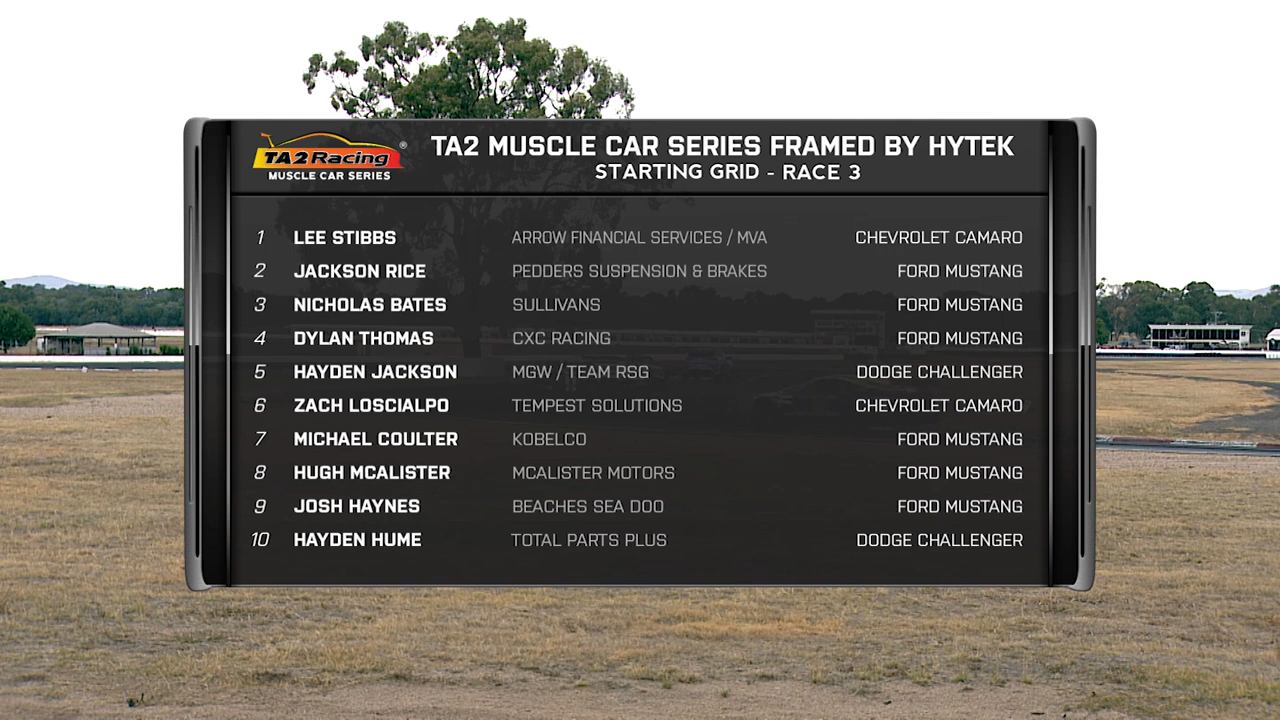 TA2 Racing ®
MUSCLE CAR SERIES
TA2 MUSCLE CAR SERIES FRAMED BY HYTEK
STARTING GRID - RACE 3
1 LEE STIBBS ARROW FINANCIAL SERVICES / MVA CHEVROLET CAMARO
2 JACKSON RICE PEDDERS SUSPENSION & BRAKES FORD MUSTANG
3 NICHOLAS BATES SULLIVANS FORD MUSTANG
4 DYLAN THOMAS CXC RACING FORD MUSTANG
5 HAYDEN JACKSON MGW / TEAM RSG DODGE CHALLENGER
6 ZACH LOSCIALPO TEMPEST SOLUTIONS CHEVROLET CAMARO
7 MICHAEL COULTER KOBELCO FORD MUSTANG
8 HUGH MCALISTER MCALISTER MOTORS FORD MUSTANG
9 JOSH HAYNES BEACHES SEA DOO FORD MUSTANG
10 HAYDEN HUME TOTAL PARTS PLUS DODGE CHALLENGER